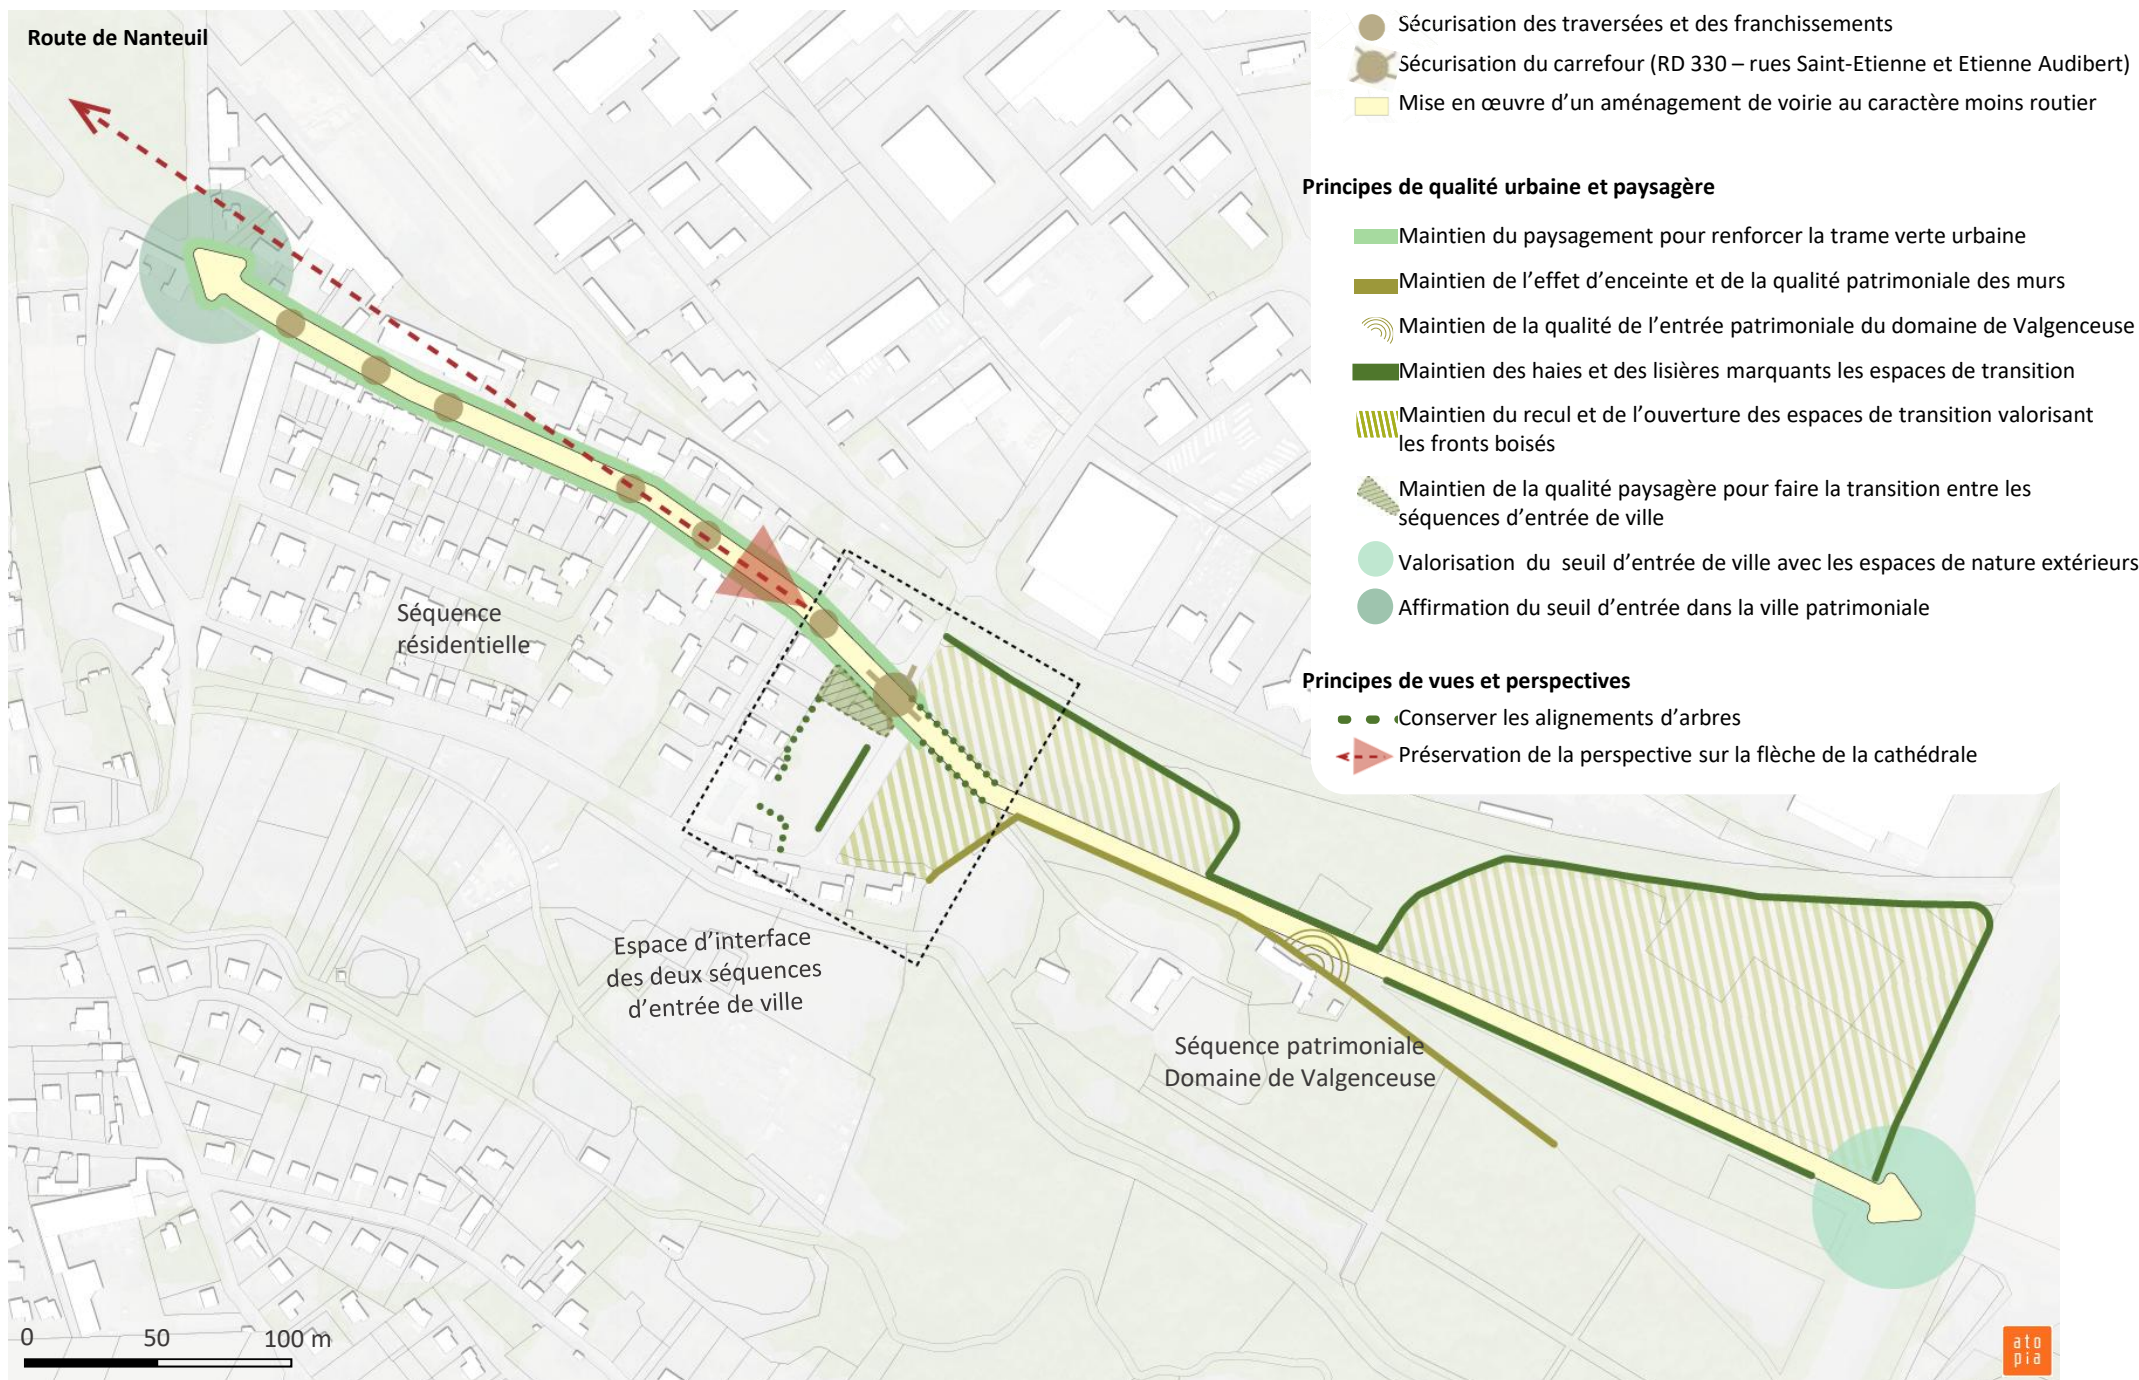 Route de Nanteuil
Sécurisation des traversées et des franchissements
Sécurisation du carrefour (RD 330 – rues Saint-Etienne et Etienne Audibert)
Mise en œuvre d’un aménagement de voirie au caractère moins routier
Principes de qualité urbaine et paysagère
Maintien du paysagement pour renforcer la trame verte urbaine
Maintien de l’effet d’enceinte et de la qualité patrimoniale des murs
Maintien de la qualité de l’entrée patrimoniale du domaine de Valgenceuse
Maintien des haies et des lisières marquants les espaces de transition
Maintien du recul et de l’ouverture des espaces de transition valorisant
les fronts boisés
Maintien de la qualité paysagère pour faire la transition entre les
séquences d’entrée de ville
Valorisation du seuil d’entrée de ville avec les espaces de nature extérieurs
Affirmation du seuil d’entrée dans la ville patrimoniale
Principes de vues et perspectives
Conserver les alignements d’arbres
Préservation de la perspective sur la flèche de la cathédrale
Séquence
résidentielle
Espace d’interface
des deux séquences
d’entrée de ville
Séquence patrimoniale
Domaine de Valgenceuse
0 50 100 m
ato
pia